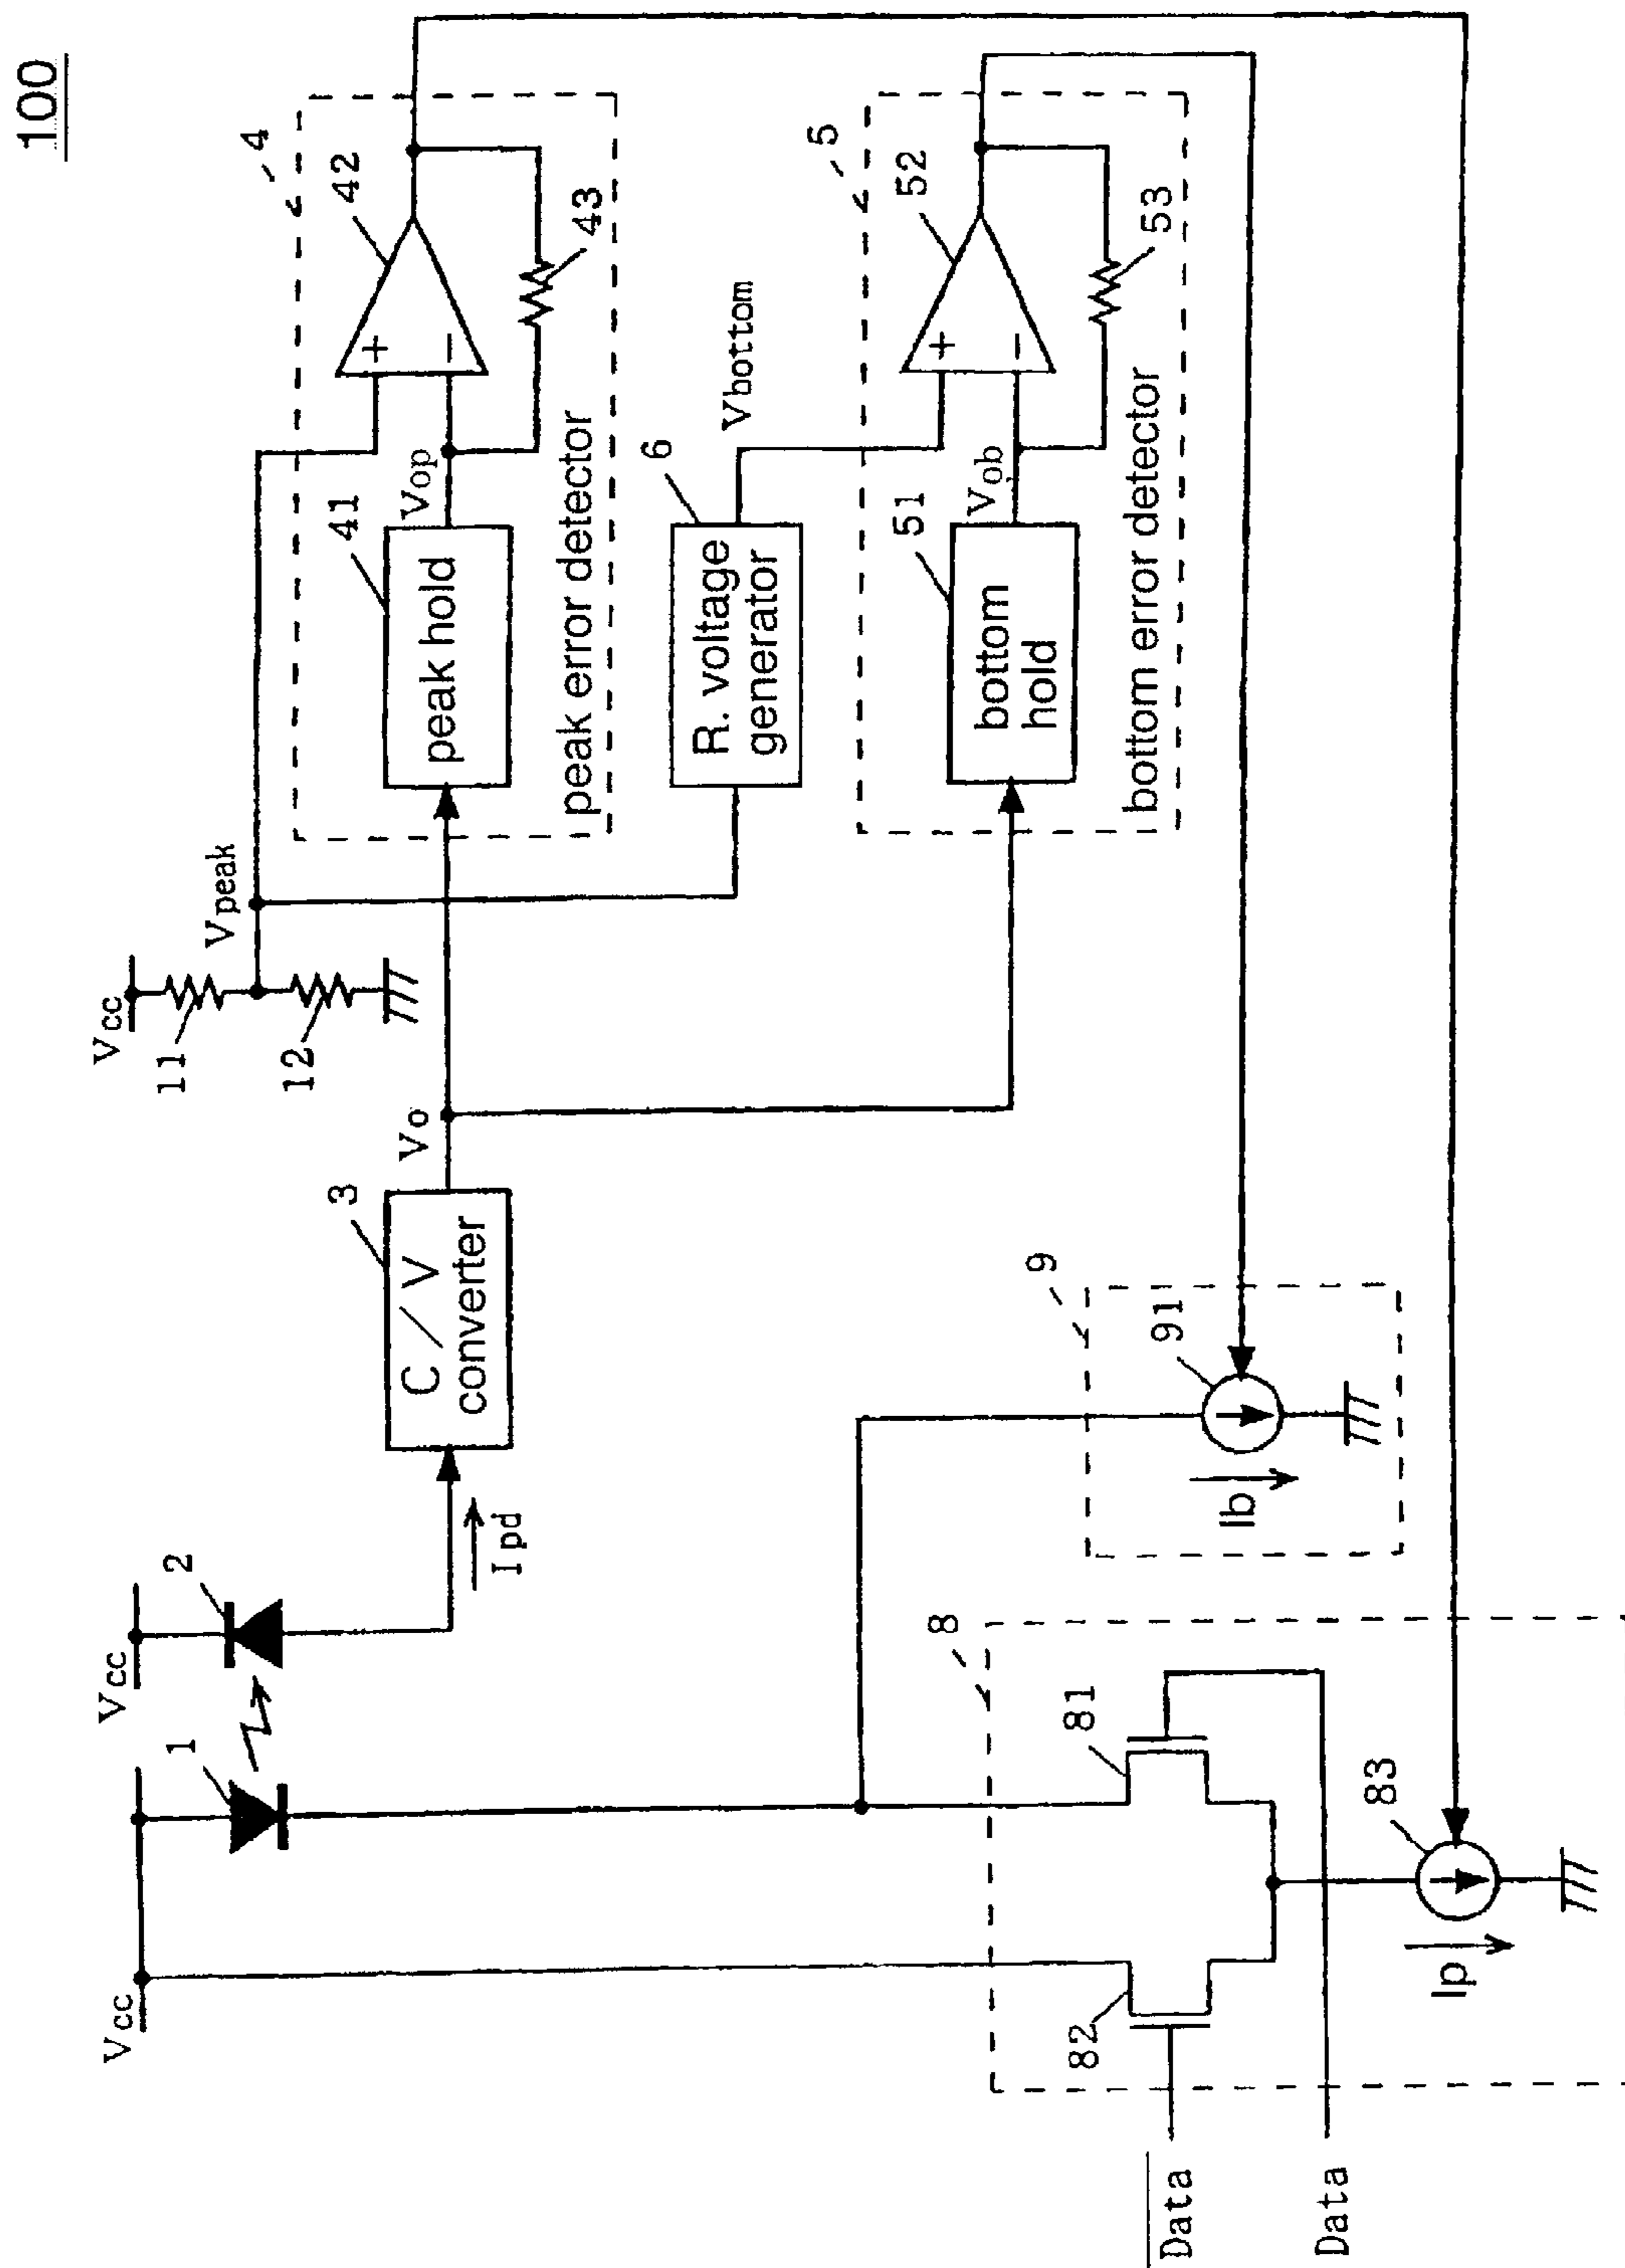 100
Vcc
11
12
Vpeak
4
42
43
41
peak hold
Vop
peak error detector
Vcc
1
2
Ipd
3
C / V
converter
Vo
6
R. voltage
generator
Vbottom
5
52
53
51
bottom
hold
Vob
bottom error detector
Vcc
8
81
82
83
Ip
9
91
Ib
Data
Data
+
−
+
−